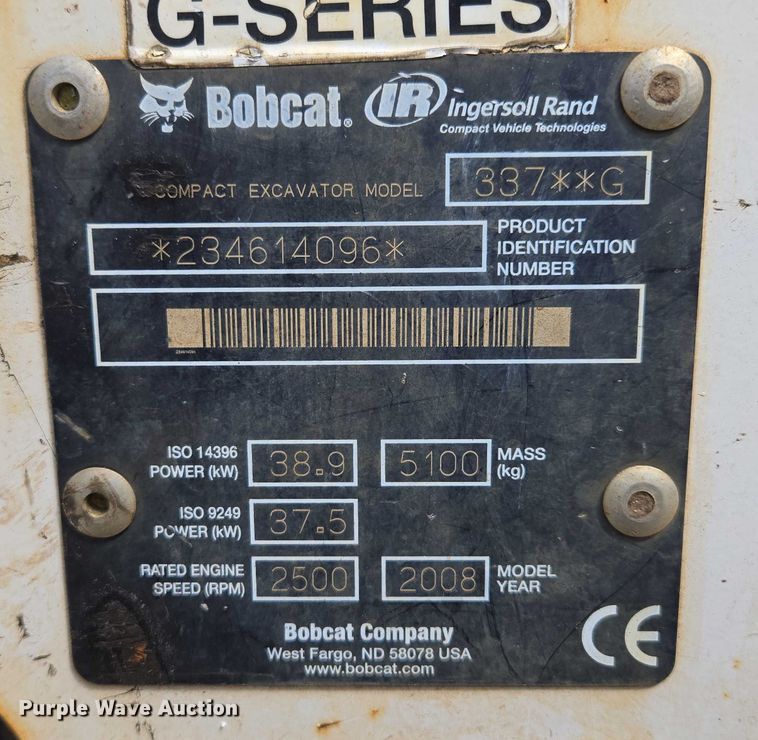 G-SERIES
Bobcat. IR Ingersoll Rand
Compact Vehicle Technologies
COMPACT EXCAVATOR MODEL 337**G
*234614096* PRODUCT
IDENTIFICATION
NUMBER
ISO 14396
POWER (kW) 38.9 5100 MASS
(kg)
ISO 9249
POWER (kW) 37.5
RATED ENGINE
SPEED (RPM) 2500 2008 MODEL
YEAR
Bobcat Company
West Fargo, ND 58078 USA
www.bobcat.com
CE
Purple Wave Auction